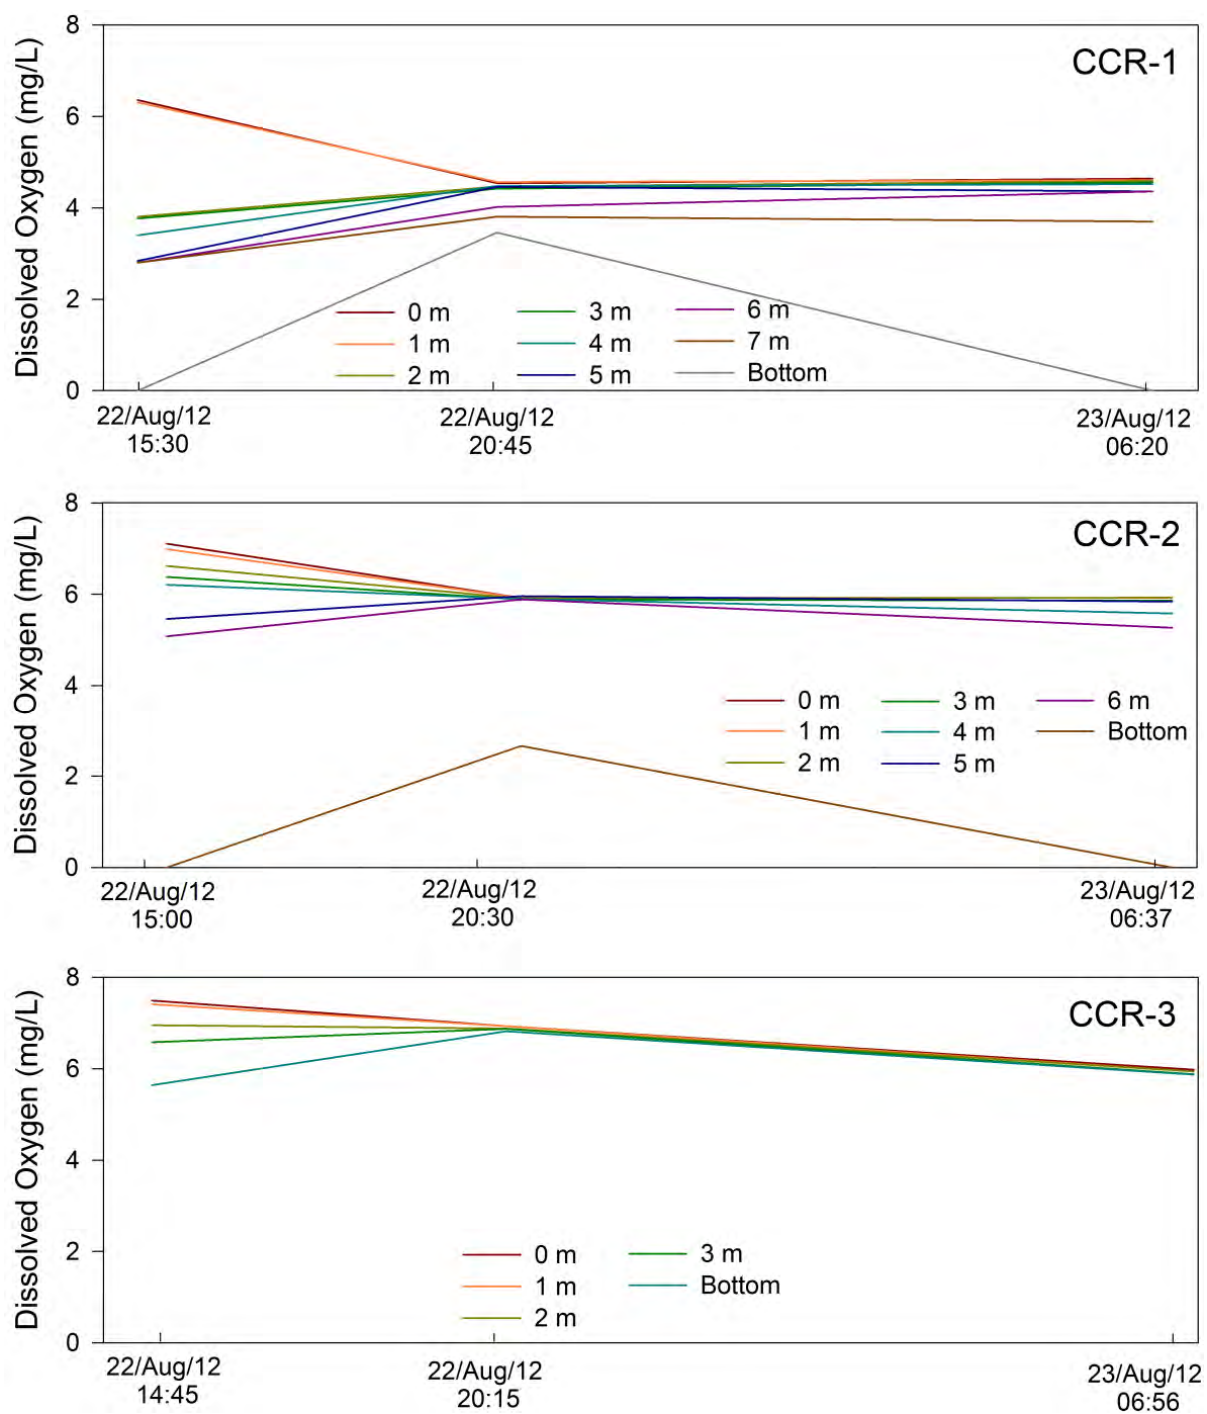 8
CCR-1
6
4
2
0
Dissolved Oxygen (mg/L)
0 m
3 m
6 m
1 m
4 m
7 m
2 m
5 m
Bottom
22/Aug/12
15:30
22/Aug/12
20:45
23/Aug/12
06:20
8
CCR-2
6
4
2
0
Dissolved Oxygen (mg/L)
0 m
3 m
6 m
1 m
4 m
Bottom
2 m
5 m
22/Aug/12
15:00
22/Aug/12
20:30
23/Aug/12
06:37
8
CCR-3
6
4
2
0
Dissolved Oxygen (mg/L)
0 m
3 m
1 m
Bottom
2 m
22/Aug/12
14:45
22/Aug/12
20:15
23/Aug/12
06:56